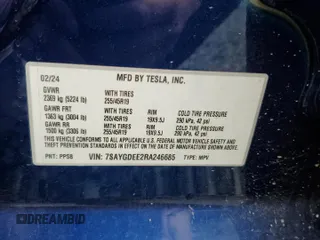 02/24 MFD BY TESLA, INC.
GVWR
2369 kg (5224 lb) WITH TIRES
255/45R19
GAWR FRT WITH TIRES RIM COLD TIRE PRESSURE
1363 kg (3004 lb) 255/45R19 19X9.5J 290 kPa, 42 psi
GAWR RR WITH TIRES RIM COLD TIRE PRESSURE
1500 kg (3306 lb) 255/45R19 19X9.5J 290 kPa, 42 psi
THIS VEHICLE CONFORMS TO ALL APPLICABLE U.S. FEDERAL MOTOR VEHICLE
SAFETY, BUMPER, AND THEFT PREVENTION STANDARDS IN EFFECT ON THE DATE
OF MANUFACTURE SHOWN ABOVE.
PNT: PPSB VIN: 7SAYGDEE2RA246685 TYPE: MPV
DREAMBID